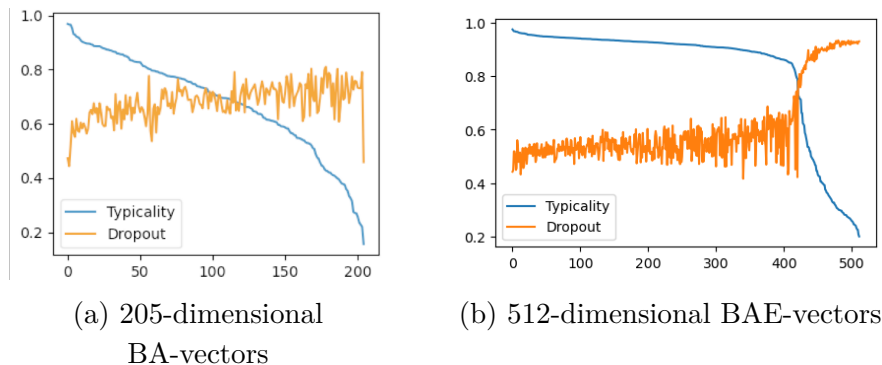 1.0
0.8
0.6
0.4
0.2
0 50 100 150 200
Typicality
Dropout
(a) 205-dimensional
BA-vectors
1.0
0.8
0.6
0.4
0.2
0 100 200 300 400 500
Typicality
Dropout
(b) 512-dimensional BAE-vectors